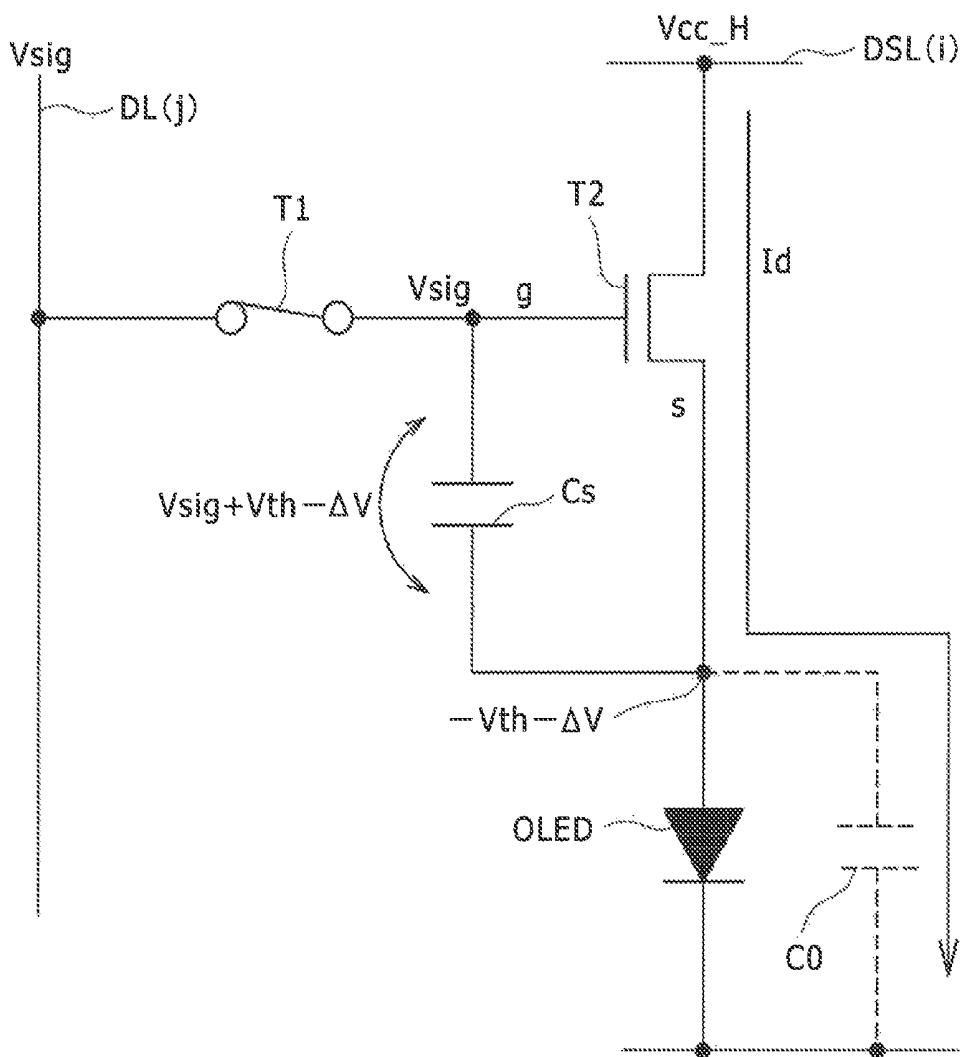 Vcc_H
Vsig
DSL(i)
DL(j)
T2
T1
Id
Vsig
g
s
Vsig+Vth−ΔV
Cs
−Vth−ΔV
OLED
C0